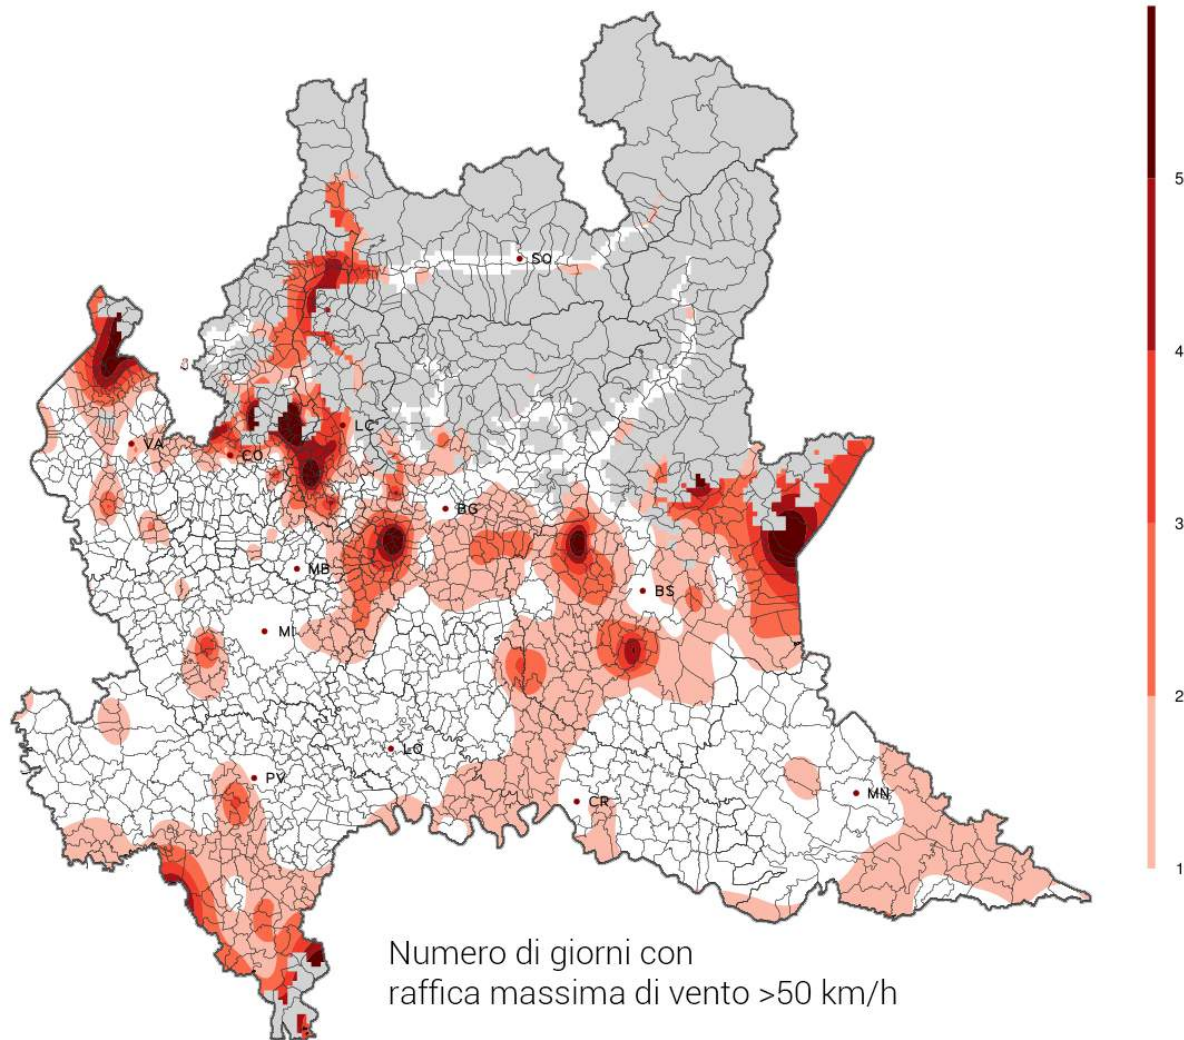 5
SO
4
VA
LC
CO
BG
3
MB
BS
MI
2
LO
PV
CR
MN
1
Numero di giorni con
raffica massima di vento >50 km/h